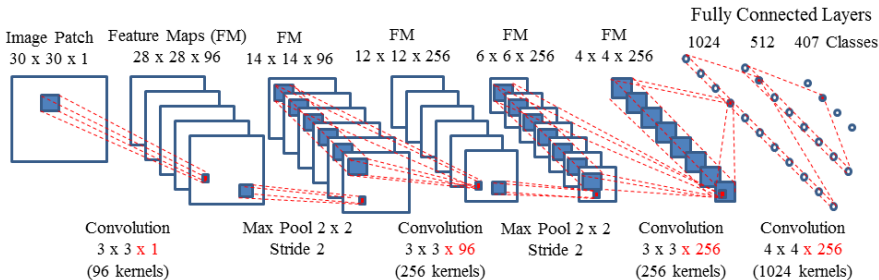 Fully Connected Layers
Image Patch
30 x 30 x 1
Feature Maps (FM)
28 x 28 x 96
FM
14 x 14 x 96
FM
12 x 12 x 256
FM
6 x 6 x 256
FM
4 x 4 x 256
1024
512
407 Classes
Convolution
3 x 3 x 1
(96 kernels)
Max Pool 2 x 2
Stride 2
Convolution
3 x 3 x 96
(256 kernels)
Max Pool 2 x 2
Stride 2
Convolution
3 x 3 x 256
(256 kernels)
Convolution
4 x 4 x 256
(1024 kernels)